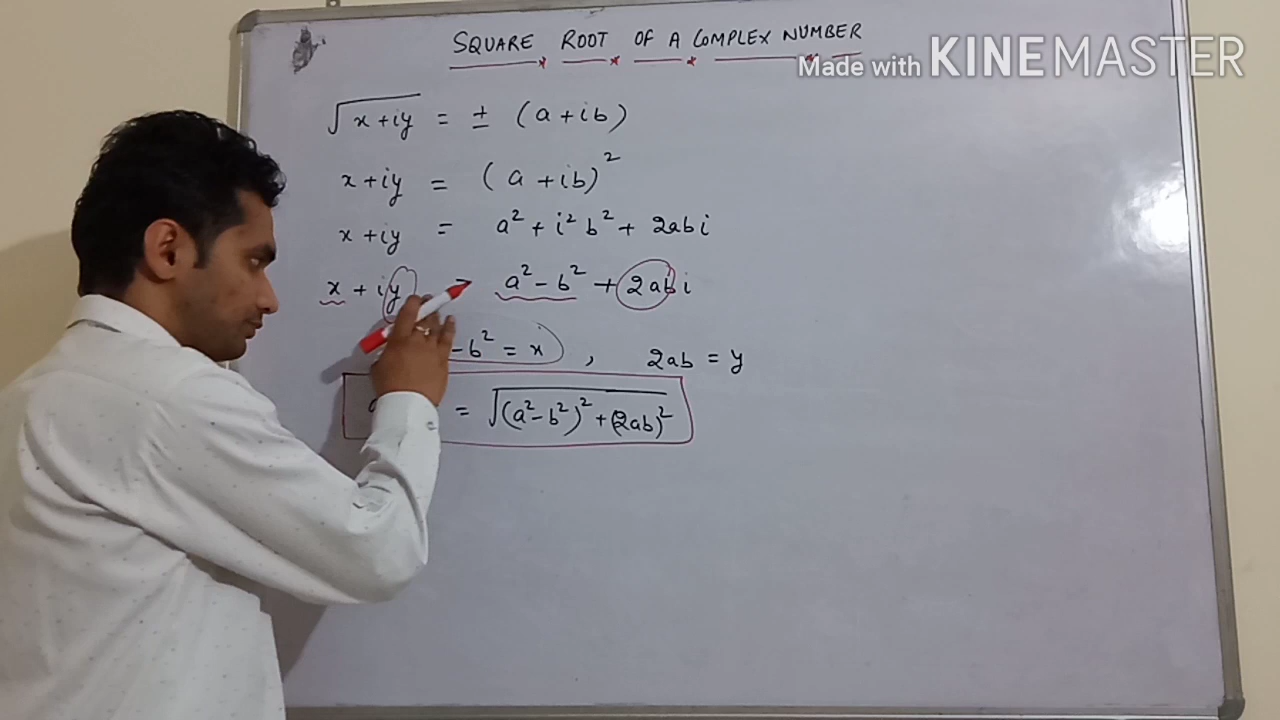 SQUARE ROOT OF A COMPLEX NUMBER
Made with KINEMASTER
√x+iy = ± (a+ib)
x+iy = (a+ib)²
x+iy = a²+i²b²+2abi
x+iy = a²-b²+2abi
-b²=x, 2ab=y
= √(a²-b²)²+(2ab)²